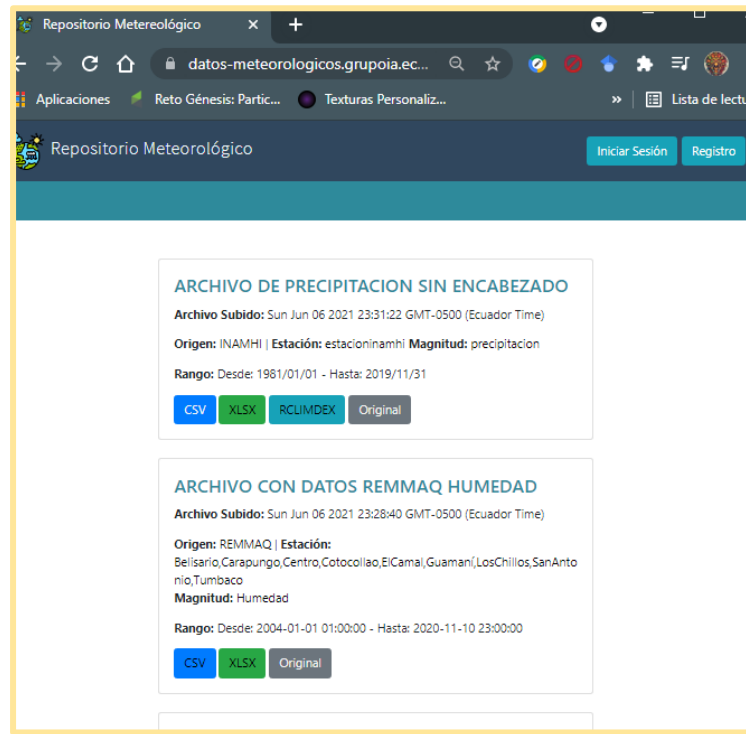 Repositorio Metereológico
datos-meteorologicos.grupoia.ec...
Aplicaciones
Reto Génesis: Partic...
Texturas Personaliz...
»
Lista de lectu
Repositorio Meteorológico
Iniciar Sesión
Registro
ARCHIVO DE PRECIPITACION SIN ENCABEZADO
Archivo Subido: Sun Jun 06 2021 23:31:22 GMT-0500 (Ecuador Time)
Origen: INAMHI | Estación: estacioninamhi Magnitud: precipitacion
Rango: Desde: 1981/01/01 - Hasta: 2019/11/31
CSV
XLSX
RCLIMDEX
Original
ARCHIVO CON DATOS REMMAQ HUMEDAD
Archivo Subido: Sun Jun 06 2021 23:28:40 GMT-0500 (Ecuador Time)
Origen: REMMAQ | Estación:
Belisario,Carapungo,Centro,Cotocollao,ElCamal,Guamaní,LosChillos,SanAnto
nio,Tumbaco
Magnitud: Humedad
Rango: Desde: 2004-01-01 01:00:00 - Hasta: 2020-11-10 23:00:00
CSV
XLSX
Original